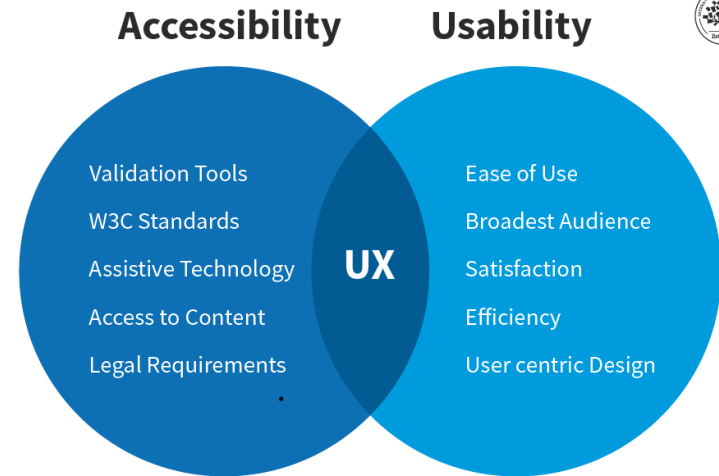 Accessibility
Usability
Validation Tools
W3C Standards
Assistive Technology
Access to Content
Legal Requirements
UX
Ease of Use
Broadest Audience
Satisfaction
Efficiency
User centric Design